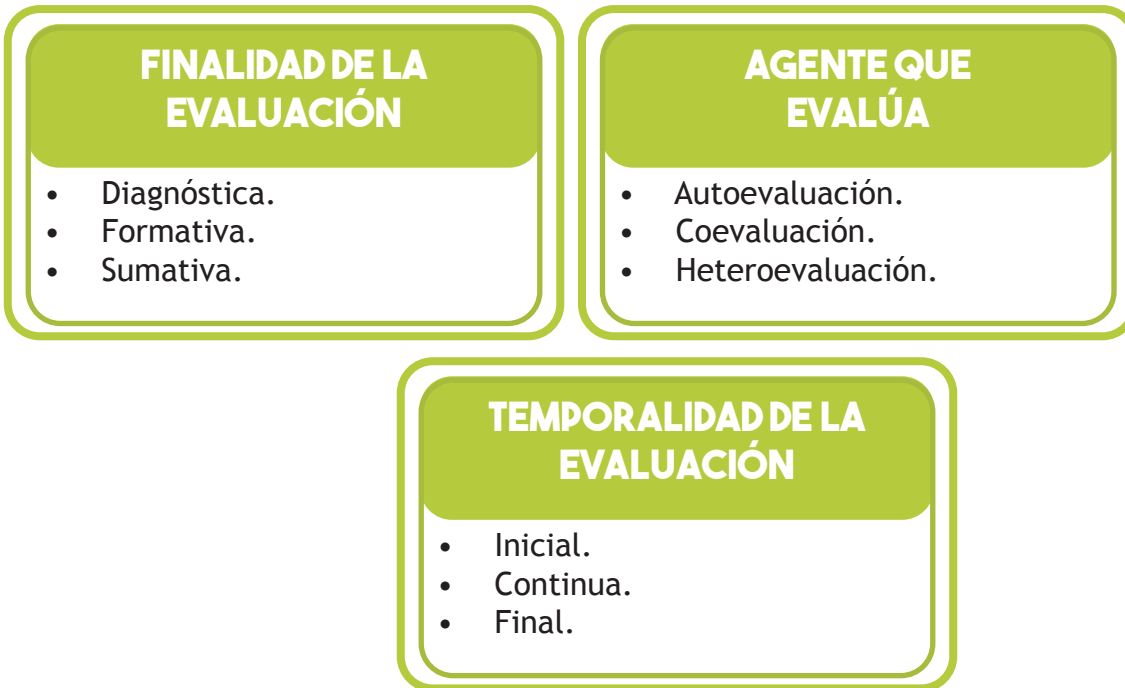 FINALIDAD DE LA
EVALUACIÓN
• Diagnóstica.
• Formativa.
• Sumativa.
AGENTE QUE
EVALÚA
• Autoevaluación.
• Coevaluación.
• Heteroevaluación.
TEMPORALIDAD DE LA
EVALUACIÓN
• Inicial.
• Continua.
• Final.